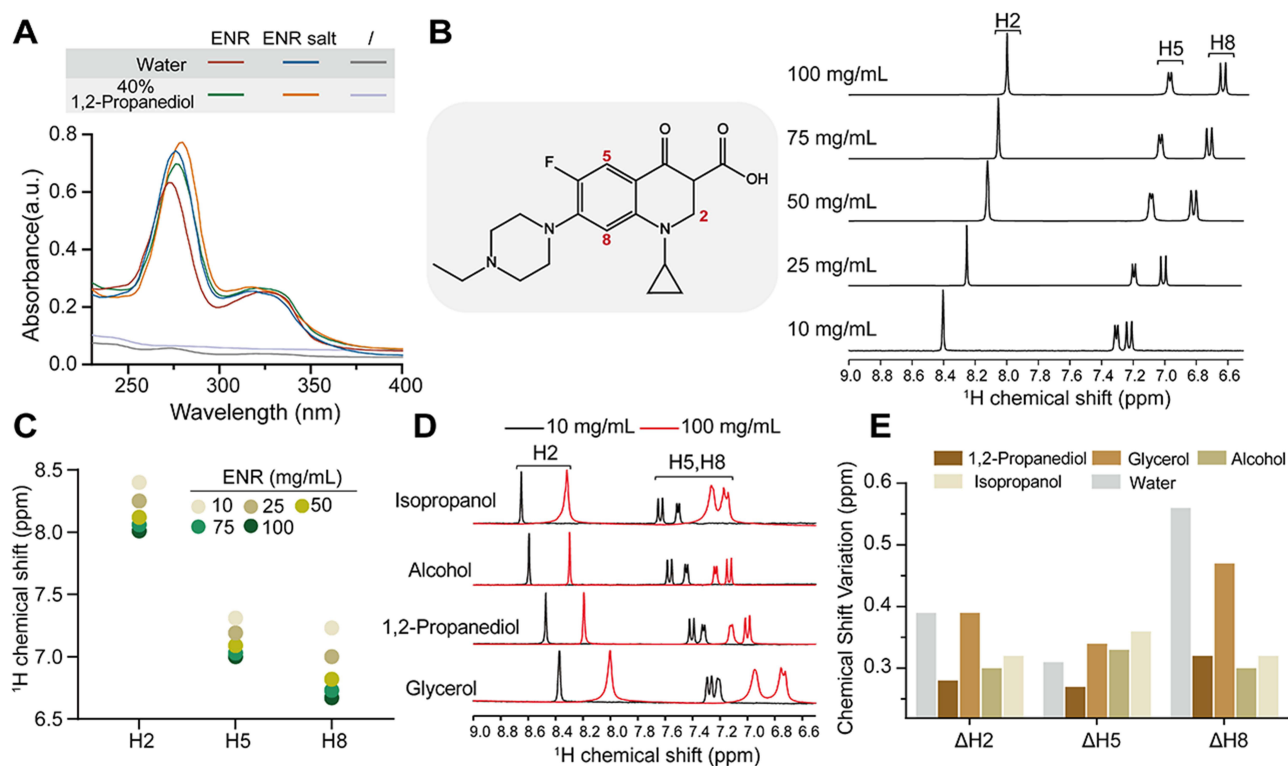 A
ENR ENR salt /
Water
40%
1,2-Propanediol
0.8
0.6
0.4
0.2
0.0
Absorbance(a.u.)
250 300 350 400
Wavelength (nm)
B
O O
F 5
OH
N 8 N 2
N
H2 H5 H8
100 mg/mL
75 mg/mL
50 mg/mL
25 mg/mL
10 mg/mL
9.0 8.6 8.2 7.8 7.4 7.0 6.6
8.8 8.4 8.0 7.6 7.2 6.8
¹H chemical shift (ppm)
C
8.5
8.0
7.5
7.0
6.5
¹H chemical shift (ppm)
ENR (mg/mL)
10 25 50
75 100
H2 H5 H8
D
10 mg/mL 100 mg/mL
H2 H5,H8
Isopropanol
Alcohol
1,2-Propanediol
Glycerol
9.0 8.6 8.2 7.8 7.4 7.0 6.6
8.8 8.4 8.0 7.6 7.2 6.8
¹H chemical shift (ppm)
E
1,2-Propanediol Glycerol Alcohol
Isopropanol Water
0.6
0.5
0.4
0.3
Chemical Shift Variation (ppm)
ΔH2 ΔH5 ΔH8